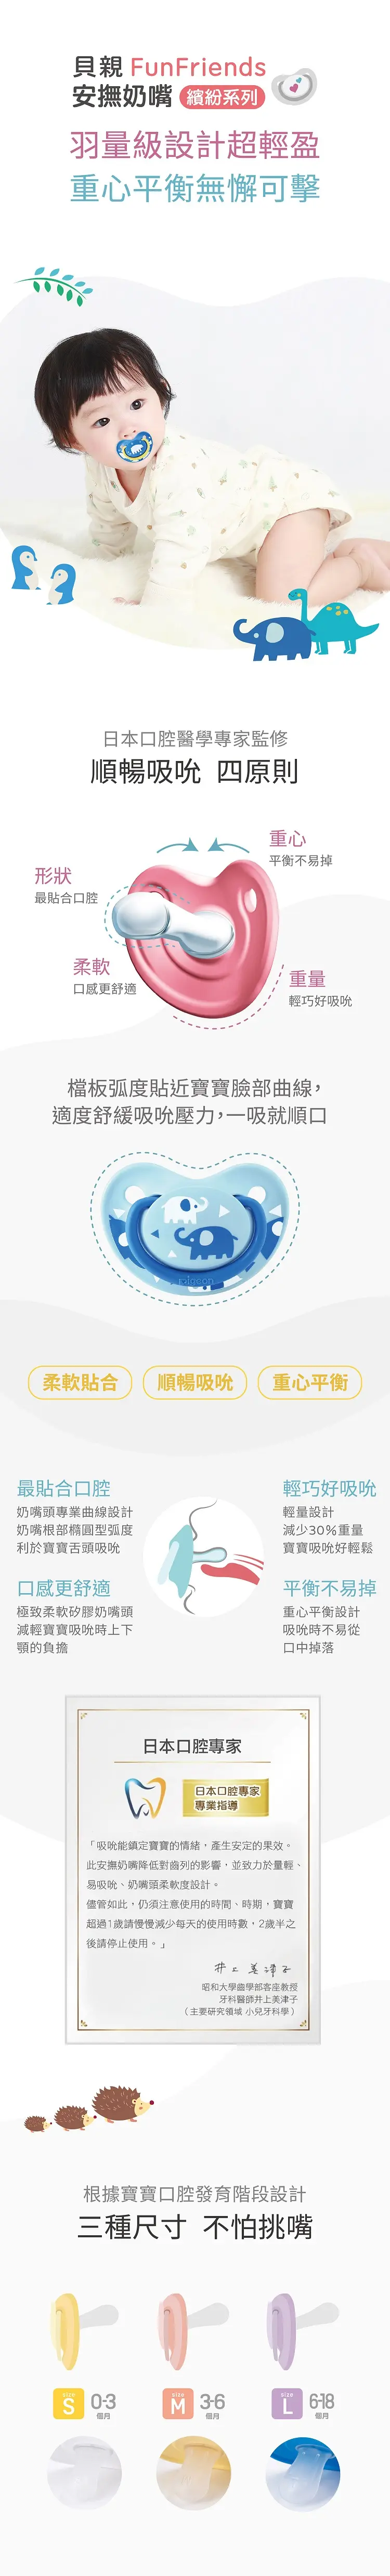 貝親 FunFriends
安撫奶嘴 繽紛系列
羽量級設計超輕盈
重心平衡無懈可擊
日本口腔醫學專家監修
順暢吸吮 四原則
重心
平衡不易掉
形狀
最貼合口腔
柔軟
口感更舒適
重量
輕巧好吸吮
檔板弧度貼近寶寶臉部曲線，
適度舒緩吸吮壓力，一吸就順口
pigeon
柔軟貼合 順暢吸吮 重心平衡
最貼合口腔
奶嘴頭專業曲線設計
奶嘴根部橢圓型弧度
利於寶寶舌頭吸吮
輕巧好吸吮
輕量設計
減少30%重量
寶寶吸吮好輕鬆
口感更舒適
極致柔軟矽膠奶嘴頭
減輕寶寶吸吮時上下
顎的負擔
平衡不易掉
重心平衡設計
吸吮時不易從
口中掉落
日本口腔專家
日本口腔專家
專業指導
「吸吮能鎮定寶寶的情緒，產生安定的果效。
此安撫奶嘴降低對齒列的影響，並致力於量輕、
易吸吮、奶嘴頭柔軟度設計。
儘管如此，仍須注意使用的時間、時期，寶寶
超過1歲請慢慢減少每天的使用時數，2歲半之
後請停止使用。」
井上美津子
昭和大學齒學部客座教授
牙科醫師井上美津子
（主要研究領域 小兒牙科學）
根據寶寶口腔發育階段設計
三種尺寸 不怕挑嘴
size S 0-3 個月
size M 3-6 個月
size L 6-18 個月